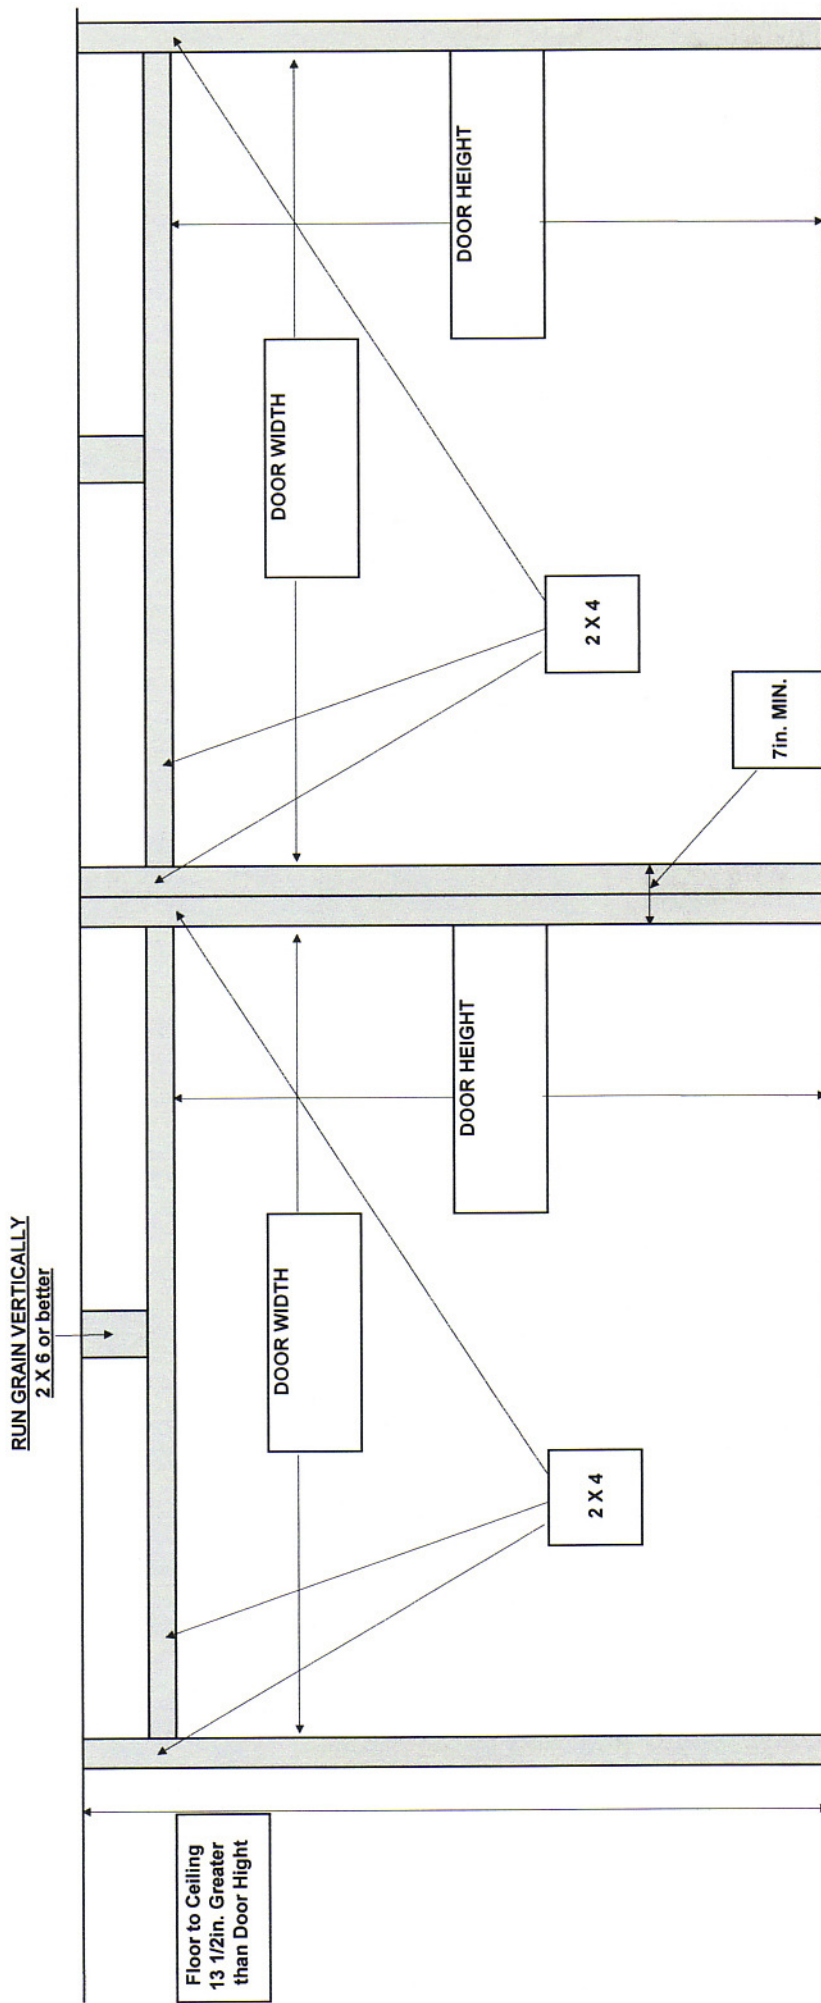 RUN GRAIN VERTICALLY
2 X 6 or better
Floor to Ceiling
13 1/2in. Greater
than Door Hight
DOOR WIDTH
DOOR HEIGHT
2 X 4
7in. MIN.
DOOR WIDTH
DOOR HEIGHT
2 X 4